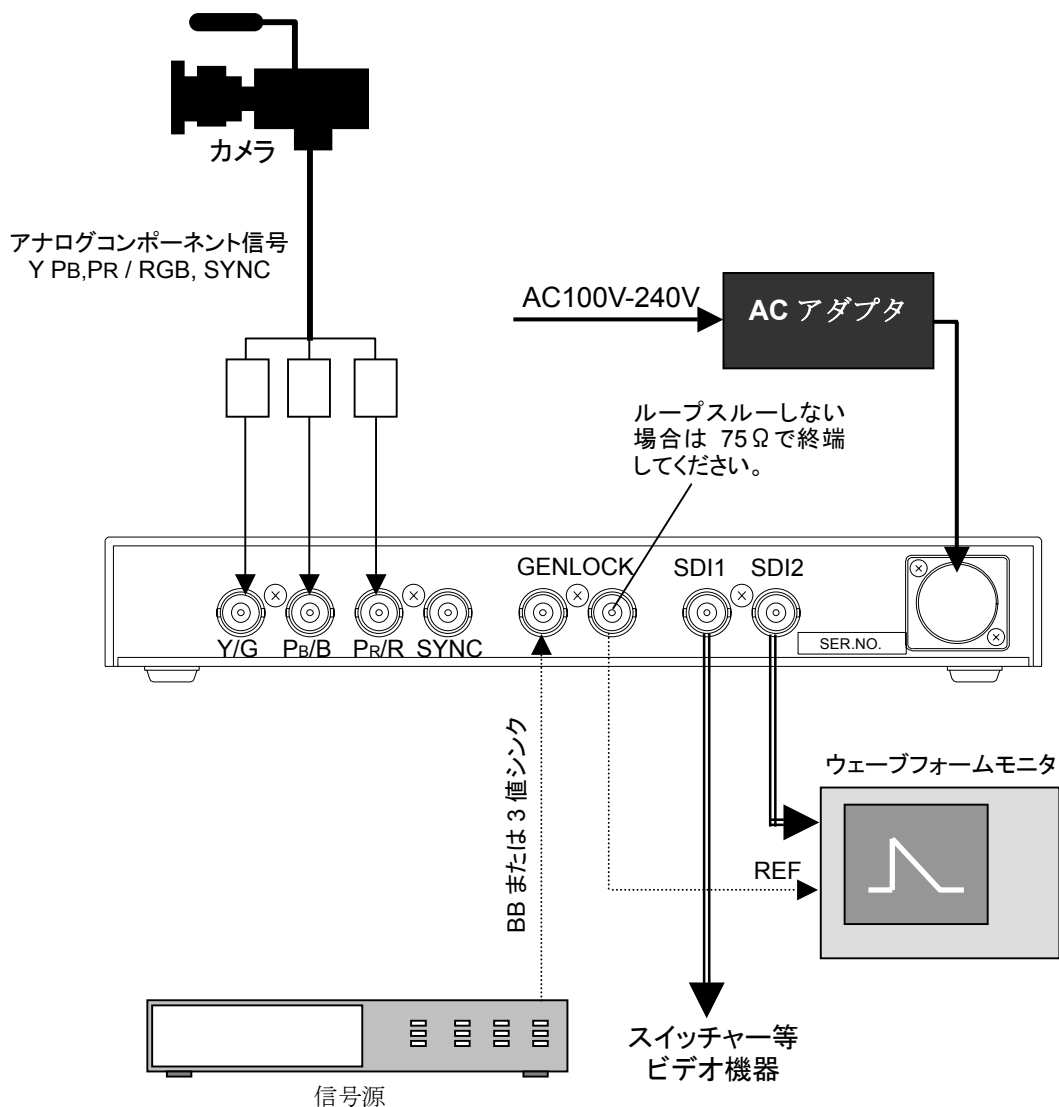 カメラ
アナログコンポーネント信号
Y PB,PR / RGB, SYNC
AC100V-240V
AC アダプタ
ループスルーしない
場合は 75Ωで終端
してください。
GENLOCK
SDI1
SDI2
Y/G
PB/B
PR/R
SYNC
SER.NO.
BB または 3 値シンク
ウェーブフォームモニタ
REF
スイッチャー等
ビデオ機器
信号源